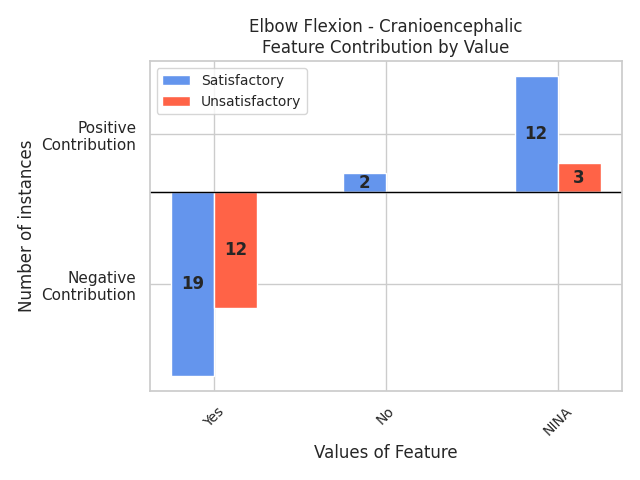 Elbow Flexion - Cranioencephalic
Feature Contribution by Value
Satisfactory
Unsatisfactory
Number of instances
Positive
Contribution
Negative
Contribution
12
3
2
12
19
Yes
No
NINA
Values of Feature